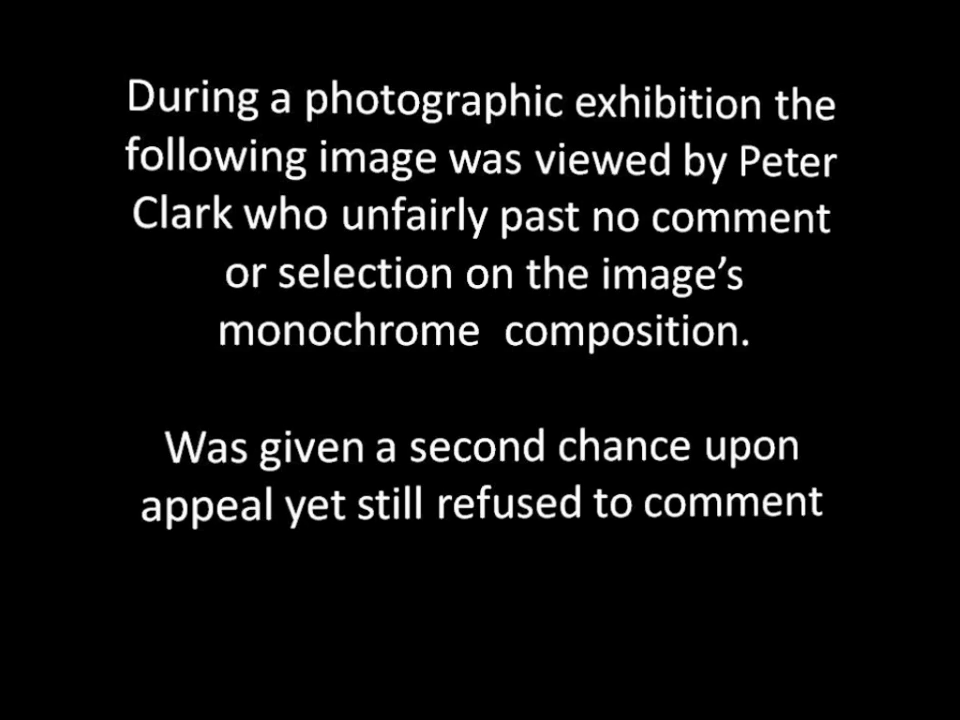 During a photographic exhibition the
following image was viewed by Peter
Clark who unfairly past no comment
or selection on the image’s
monochrome  composition.
Was given a second chance upon
appeal yet still refused to comment